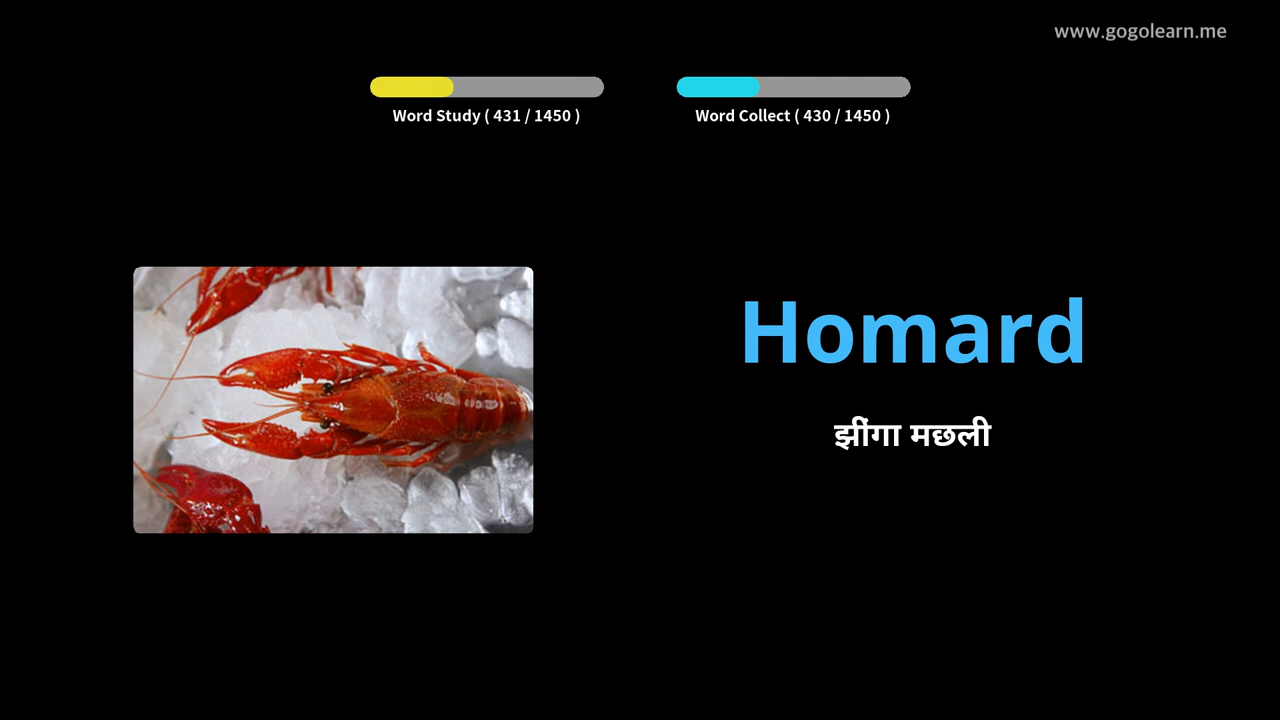 www.gogolearn.me
Word Study ( 431 / 1450 )
Word Collect ( 430 / 1450 )
Homard
झींगा मछली